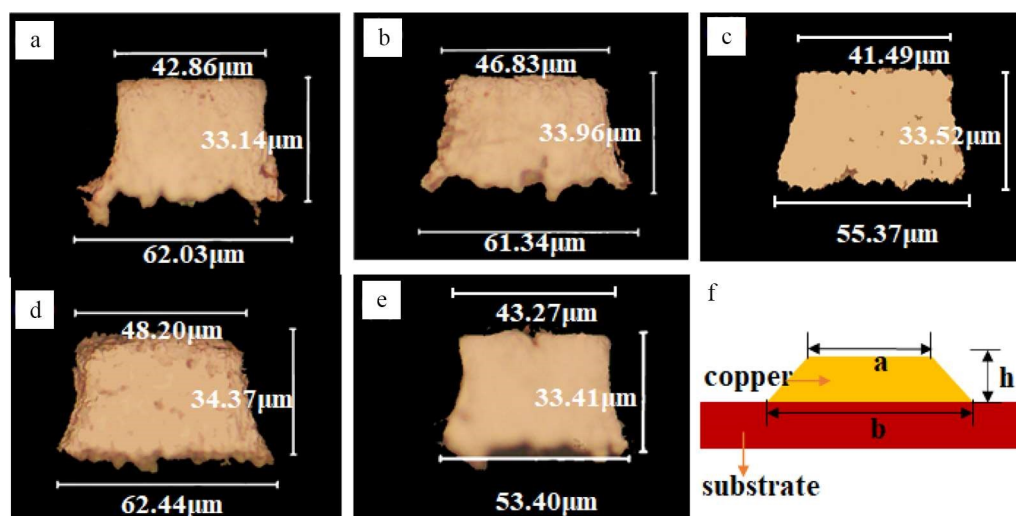 a
42.86μm
33.14μm
62.03μm
b
46.83μm
33.96μm
61.34μm
c
41.49μm
33.52μm
55.37μm
d
48.20μm
34.37μm
62.44μm
e
43.27μm
33.41μm
53.40μm
f
a
copper
h
b
substrate